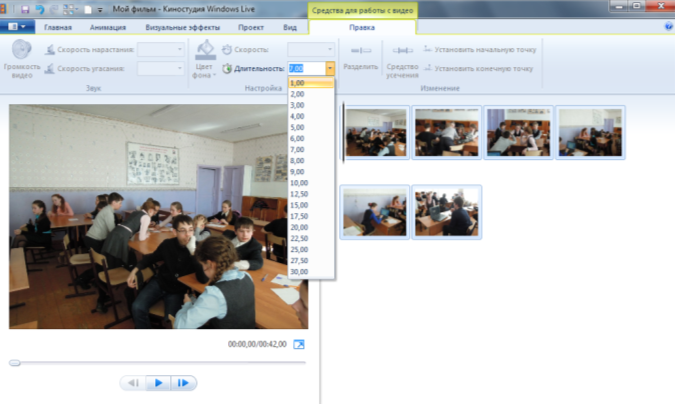 Мой фильм - Киностудия Windows Live
Средства для работы с видео
Главная Анимация Визуальные эффекты Проект Вид Правка
Громкость видео
Скорость нарастания:
Скорость угасания:
Звук
Цвет фона
Скорость:
Длительность: 7,00
Настройка
Разделить
Средство усечения
Установить начальную точку
Установить конечную точку
Изменение
1,00
2,00
3,00
4,00
5,00
6,00
7,00
8,00
9,00
10,00
12,50
15,00
17,50
20,00
22,50
25,00
27,50
30,00
00:00,00/00:42,00